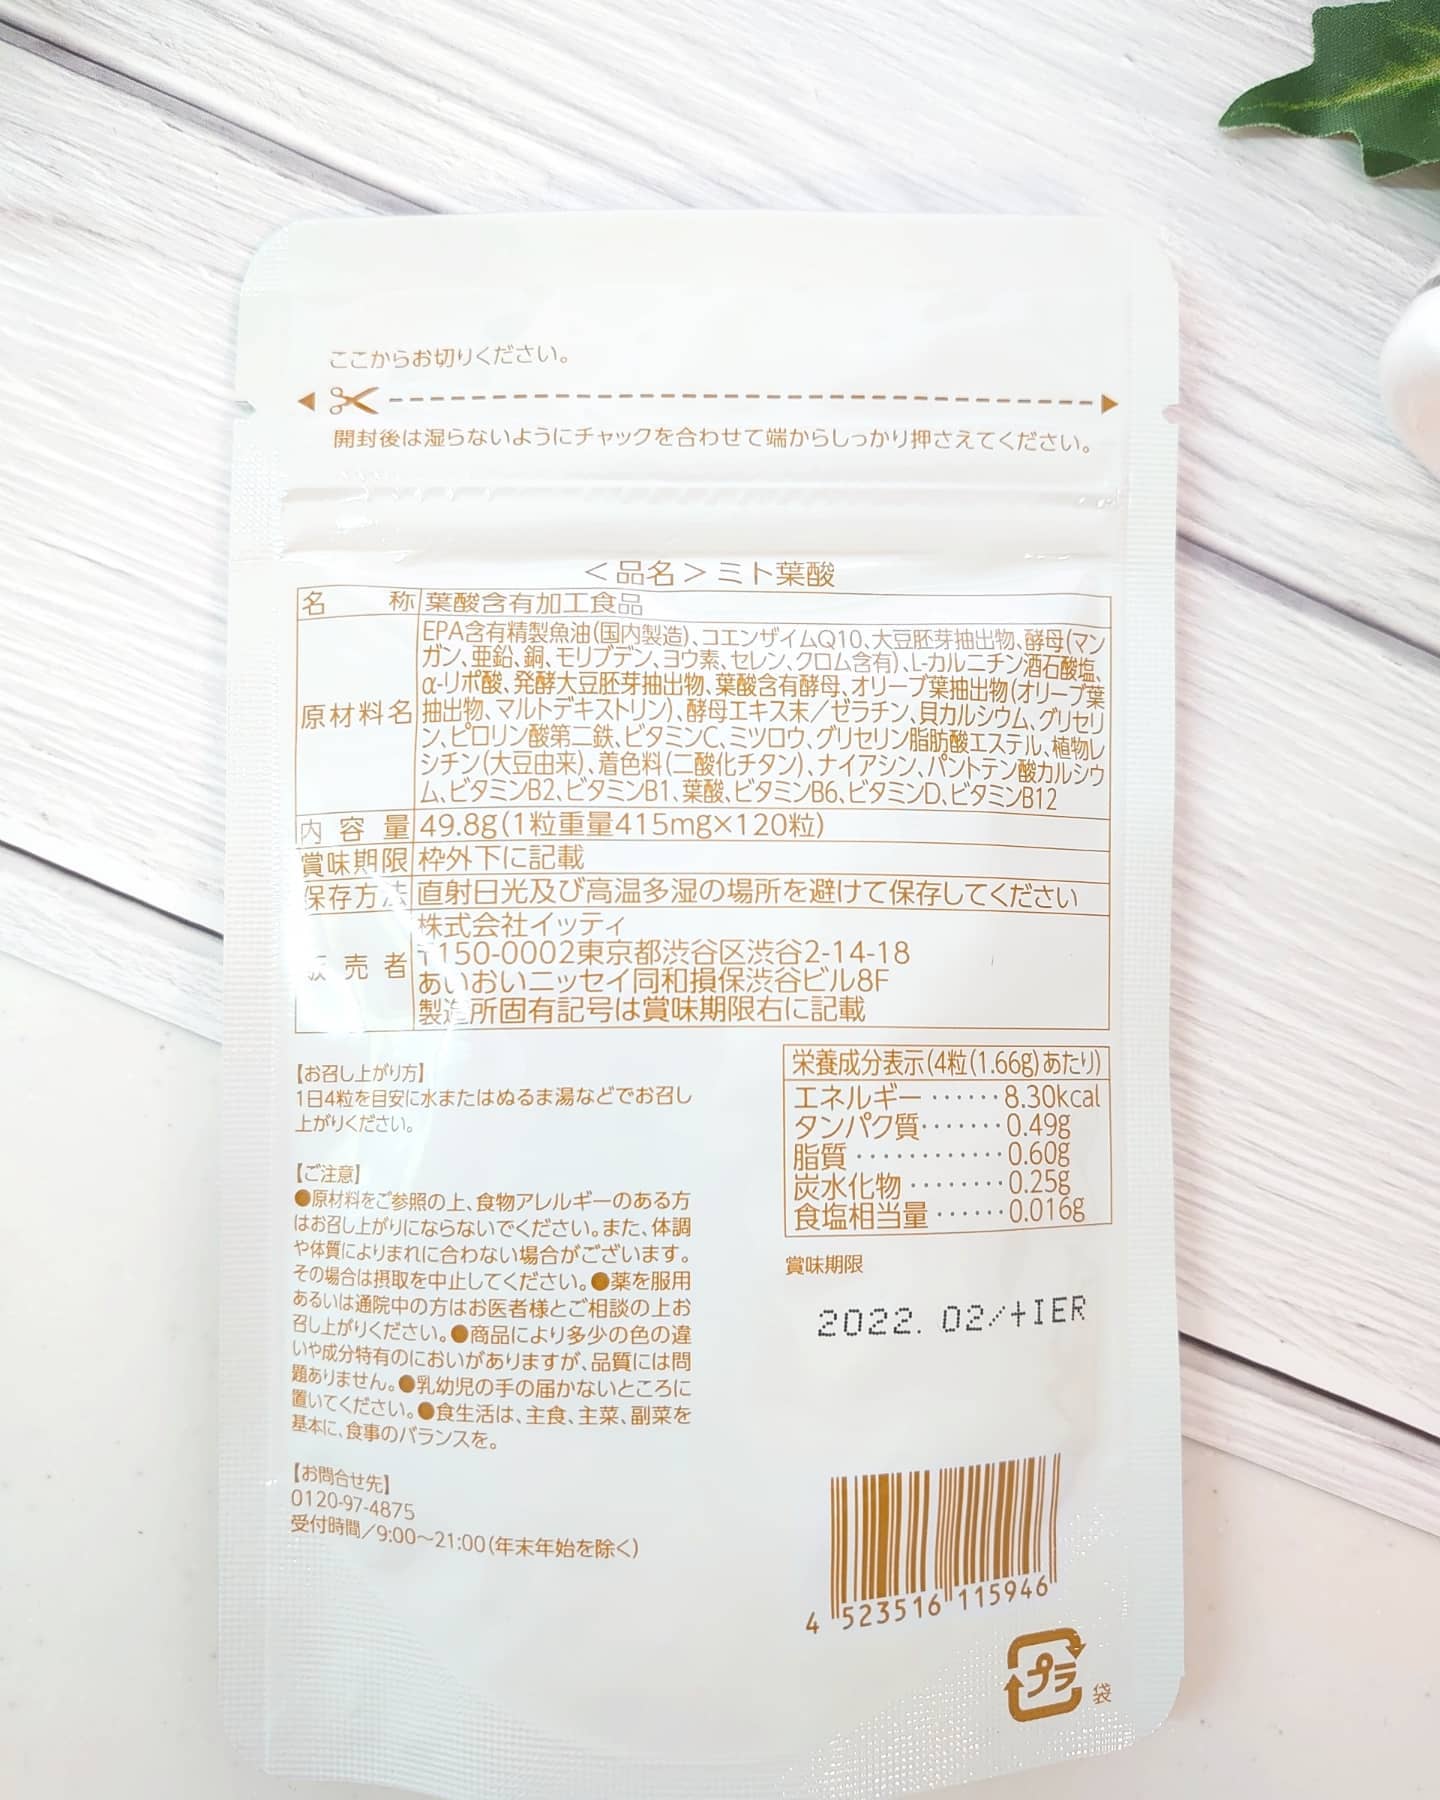 ここからお切りください。
開封後は湿らないようにチャックを合わせて端からしっかり押さえてください。
＜品名＞ミト葉酸
名称 葉酸含有加工食品
原材料名
EPA含有精製魚油(国内製造)、コエンザイムQ10、大豆胚芽抽出物、酵母(マン
ガン、亜鉛、銅、モリブデン、ヨウ素、セレン、クロム含有)、L-カルニチン酒石酸塩、
α-リポ酸、発酵大豆胚芽抽出物、葉酸含有酵母、オリーブ葉抽出物(オリーブ葉
抽出物、マルトデキストリン)、酵母エキス末／ゼラチン、貝カルシウム、グリセリ
ン、ピロリン酸第二鉄、ビタミンC、ミツロウ、グリセリン脂肪酸エステル、植物レ
シチン(大豆由来)、着色料(二酸化チタン)、ナイアシン、パントテン酸カルシウ
ム、ビタミンB2、ビタミンB1、葉酸、ビタミンB6、ビタミンD、ビタミンB12
内容量 49.8g(1粒重量415mg×120粒)
賞味期限 枠外下に記載
保存方法 直射日光及び高温多湿の場所を避けて保存してください
販売者
株式会社イッティ
〒150-0002東京都渋谷区渋谷2-14-18
あいおいニッセイ同和損保渋谷ビル8F
製造所固有記号は賞味期限右に記載
【お召し上がり方】
1日4粒を目安に水またはぬるま湯などでお召し
上がりください。
【ご注意】
●原材料をご参照の上、食物アレルギーのある方
はお召し上がりにならないでください。また、体調
や体質によりまれに合わない場合がございます。
その場合は摂取を中止してください。●薬を服用
あるいは通院中の方はお医者様とご相談の上お
召し上がりください。●商品により多少の色の違
いや成分特有のにおいがありますが、品質には問
題ありません。●乳幼児の手の届かないところに
置いてください。●食生活は、主食、主菜、副菜を
基本に、食事のバランスを。
【お問合せ先】
0120-97-4875
受付時間／9:00～21:00(年末年始を除く)
栄養成分表示(4粒(1.66g)あたり)
エネルギー……8.30kcal
タンパク質……0.49g
脂質…………0.60g
炭水化物………0.25g
食塩相当量……0.016g
賞味期限
2022. 02/+IER
4 523516 115946
プラ
袋